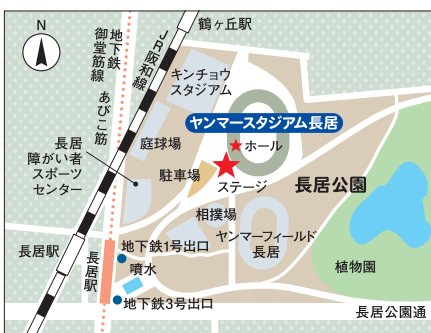 N
鶴ヶ丘駅
地下鉄
御堂筋線
あびこ筋
JR阪和線
キンチョウ
スタジアム
ヤンマースタジアム長居
ホール
庭球場
長居
障がい者
スポーツ
センター
駐車場
ステージ
長居公園
相撲場
ヤンマーフィールド
長居
長居駅
地下鉄1号出口
長居駅
噴水
植物園
地下鉄3号出口
長居公園通